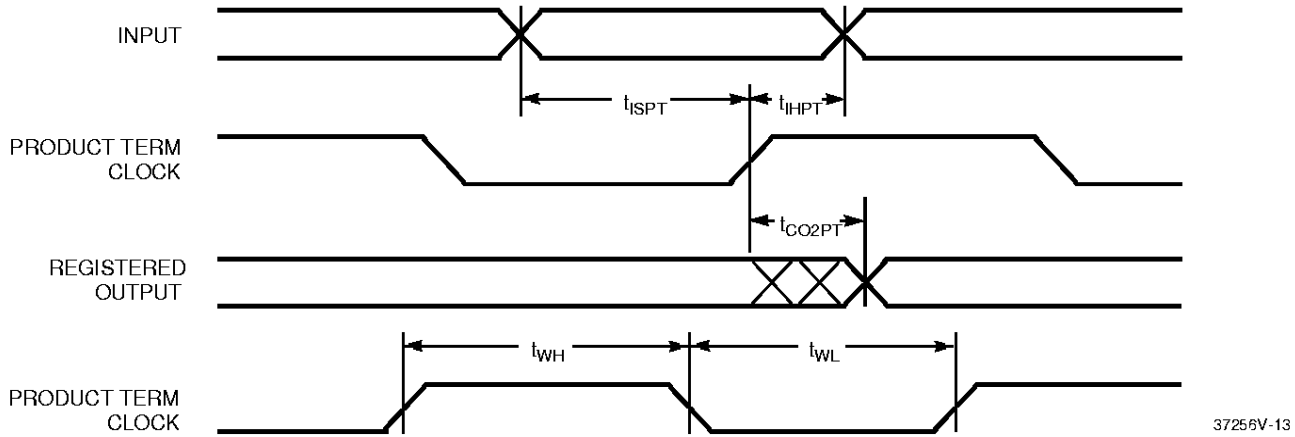 INPUT
tISPT
tIHPT
PRODUCT TERM
CLOCK
tCO2PT
REGISTERED
OUTPUT
tWH
tWL
PRODUCT TERM
CLOCK
37256V-13